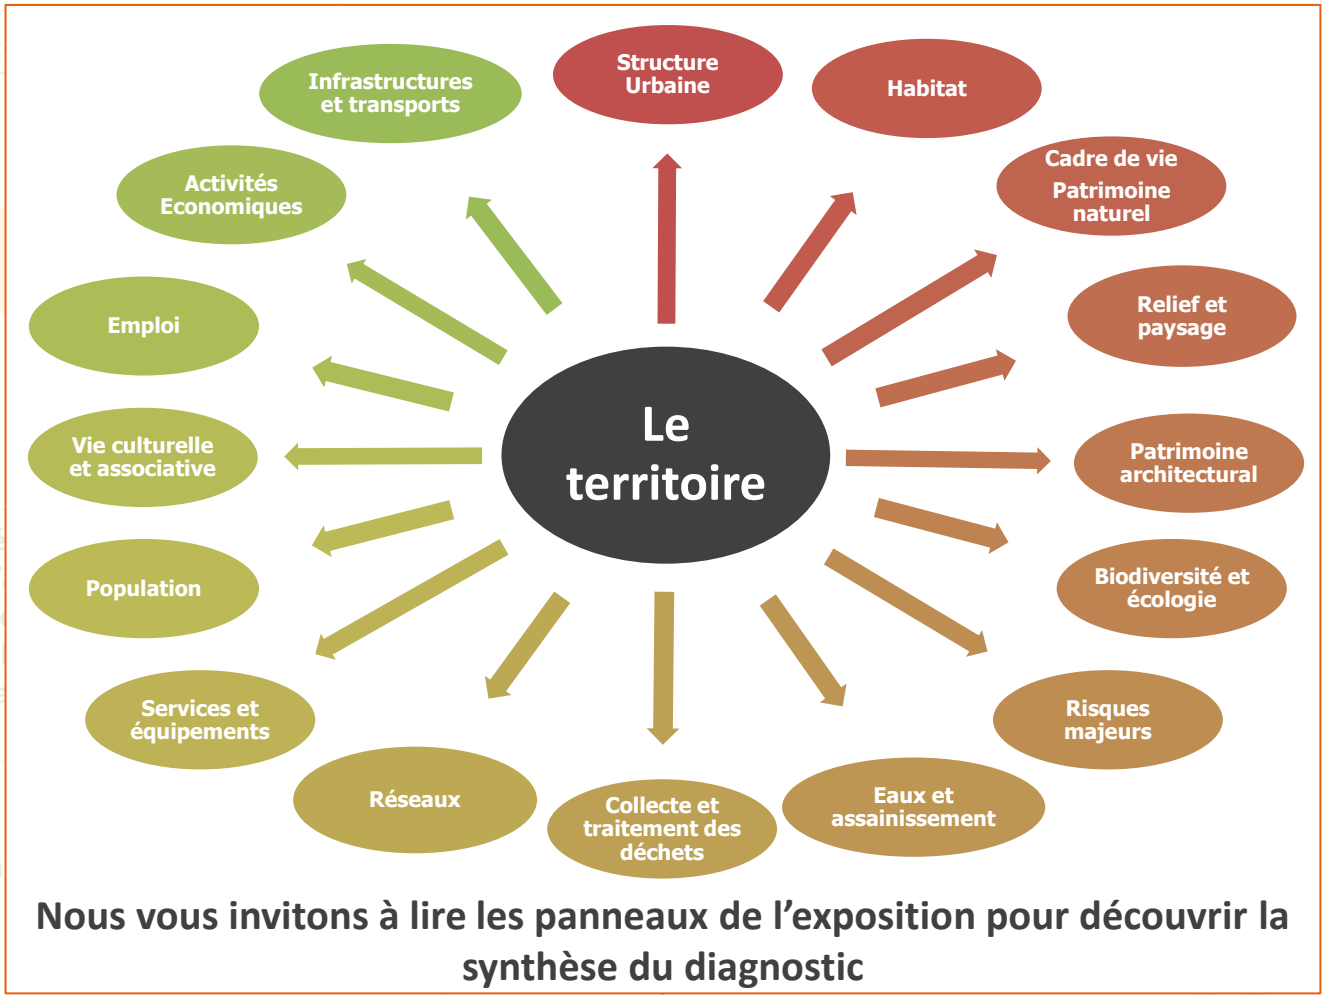 Structure
Urbaine
Habitat
Cadre de vie
Patrimoine
naturel
Relief et
paysage
Patrimoine
architectural
Biodiversité et
écologie
Risques
majeurs
Eaux et
assainissement
Collecte et
traitement des
déchets
Réseaux
Services et
équipements
Population
Vie culturelle
et associative
Emploi
Activités
Economiques
Infrastructures
et transports
Le
territoire
Nous vous invitons à lire les panneaux de l’exposition pour découvrir la
synthèse du diagnostic